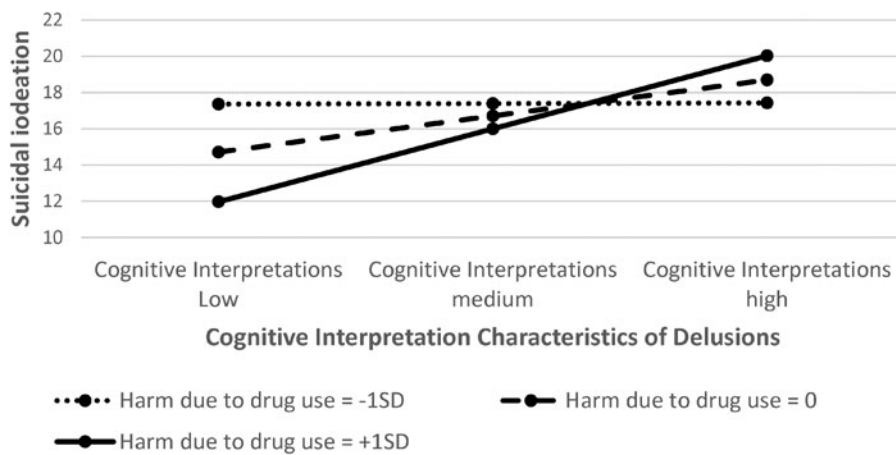 22
20
18
16
14
12
10
Suicidal iodeation
Cognitive Interpretations
Low
Cognitive Interpretations
medium
Cognitive Interpretations
high
Cognitive Interpretation Characteristics of Delusions
Harm due to drug use = -1SD
Harm due to drug use = 0
Harm due to drug use = +1SD